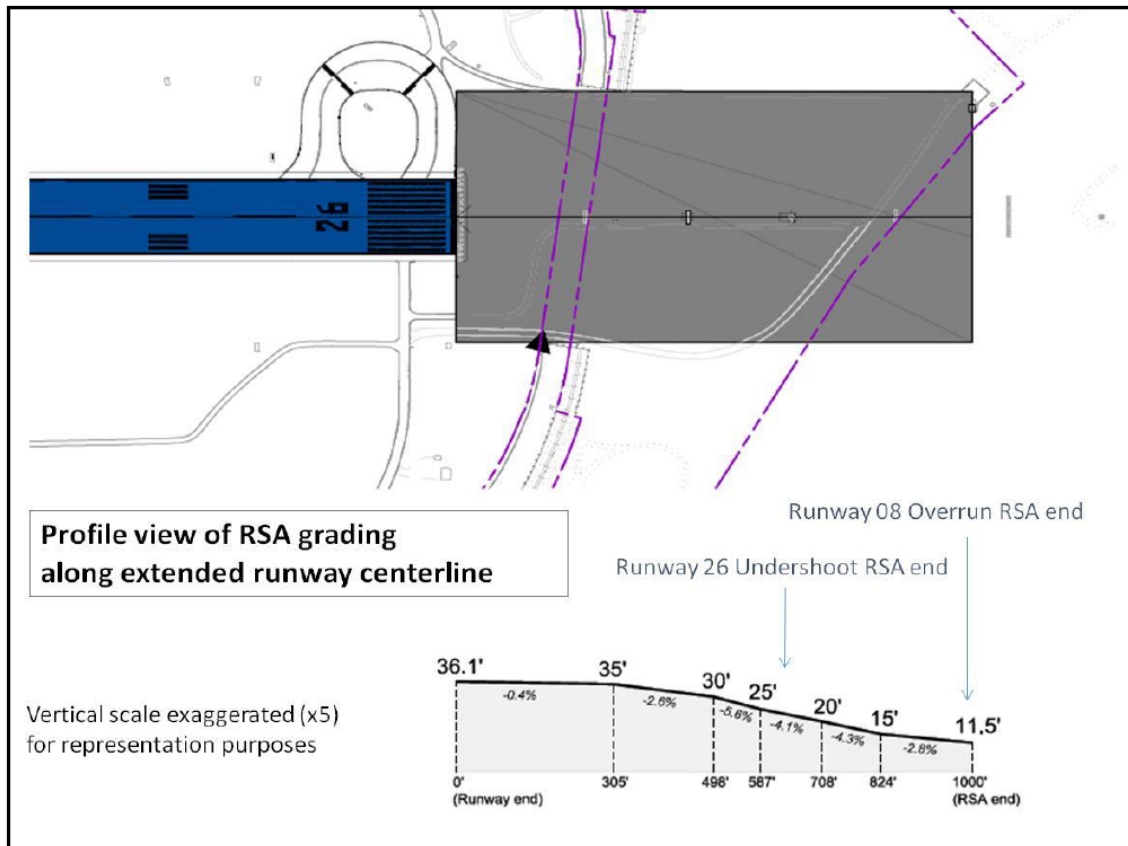 26
Runway 08 Overrun RSA end
Profile view of RSA grading
along extended runway centerline
Runway 26 Undershoot RSA end
36.1'
35'
30'
25'
20'
15'
11.5'
-0.4%
-2.6%
-5.6%
-4.1%
-4.3%
-2.8%
Vertical scale exaggerated (x5)
for representation purposes
0'
305'
498'
587'
708'
824'
1000'
(Runway end)
(RSA end)